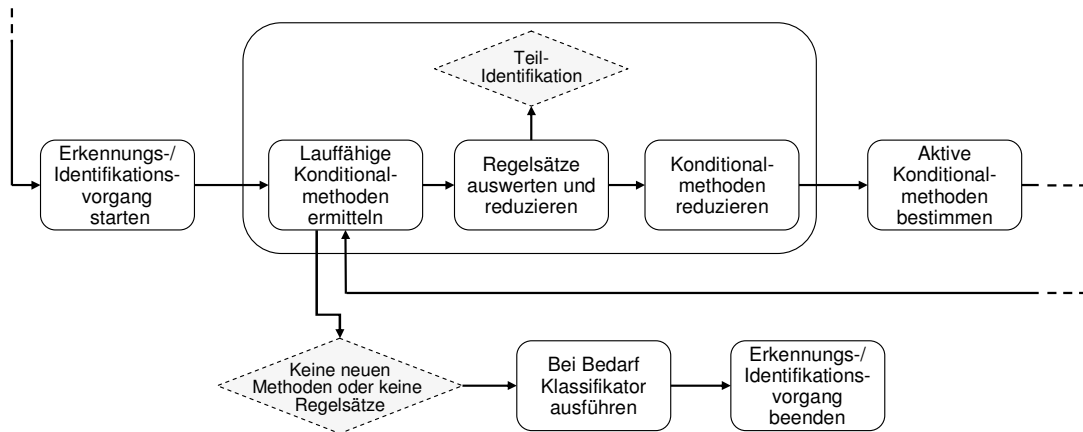 Teil-
Identifikation
Erkennungs-/
Identifikations-
vorgang
starten
Lauffähige
Konditional-
methoden
ermitteln
Regelsätze
auswerten und
reduzieren
Konditional-
methoden
reduzieren
Aktive
Konditional-
methoden
bestimmen
Keine neuen
Methoden oder keine
Regelsätze
Bei Bedarf
Klassifikator
ausführen
Erkennungs-/
Identifikations-
vorgang
beenden